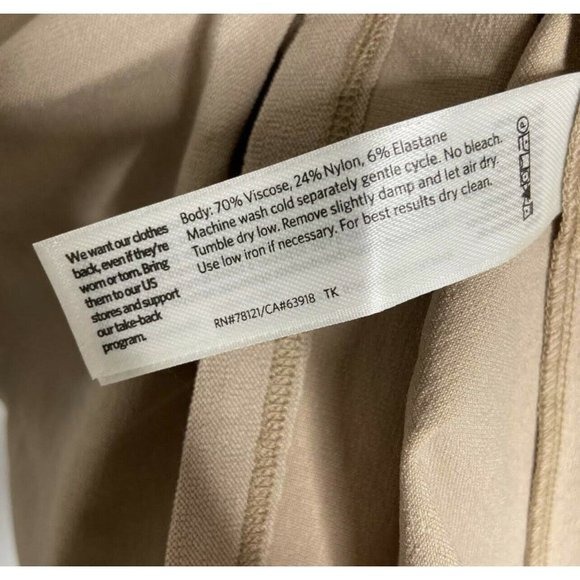 We want our clothes
back, even if they're
worn or torn. Bring
them to our US
stores and support
our take-back
program.
Body: 70% Viscose, 24% Nylon, 6% Elastane
Machine wash cold separately gentle cycle. No bleach.
Tumble dry low. Remove slightly damp and let air dry.
Use low iron if necessary. For best results dry clean.
RN#78121/CA#63918 TK